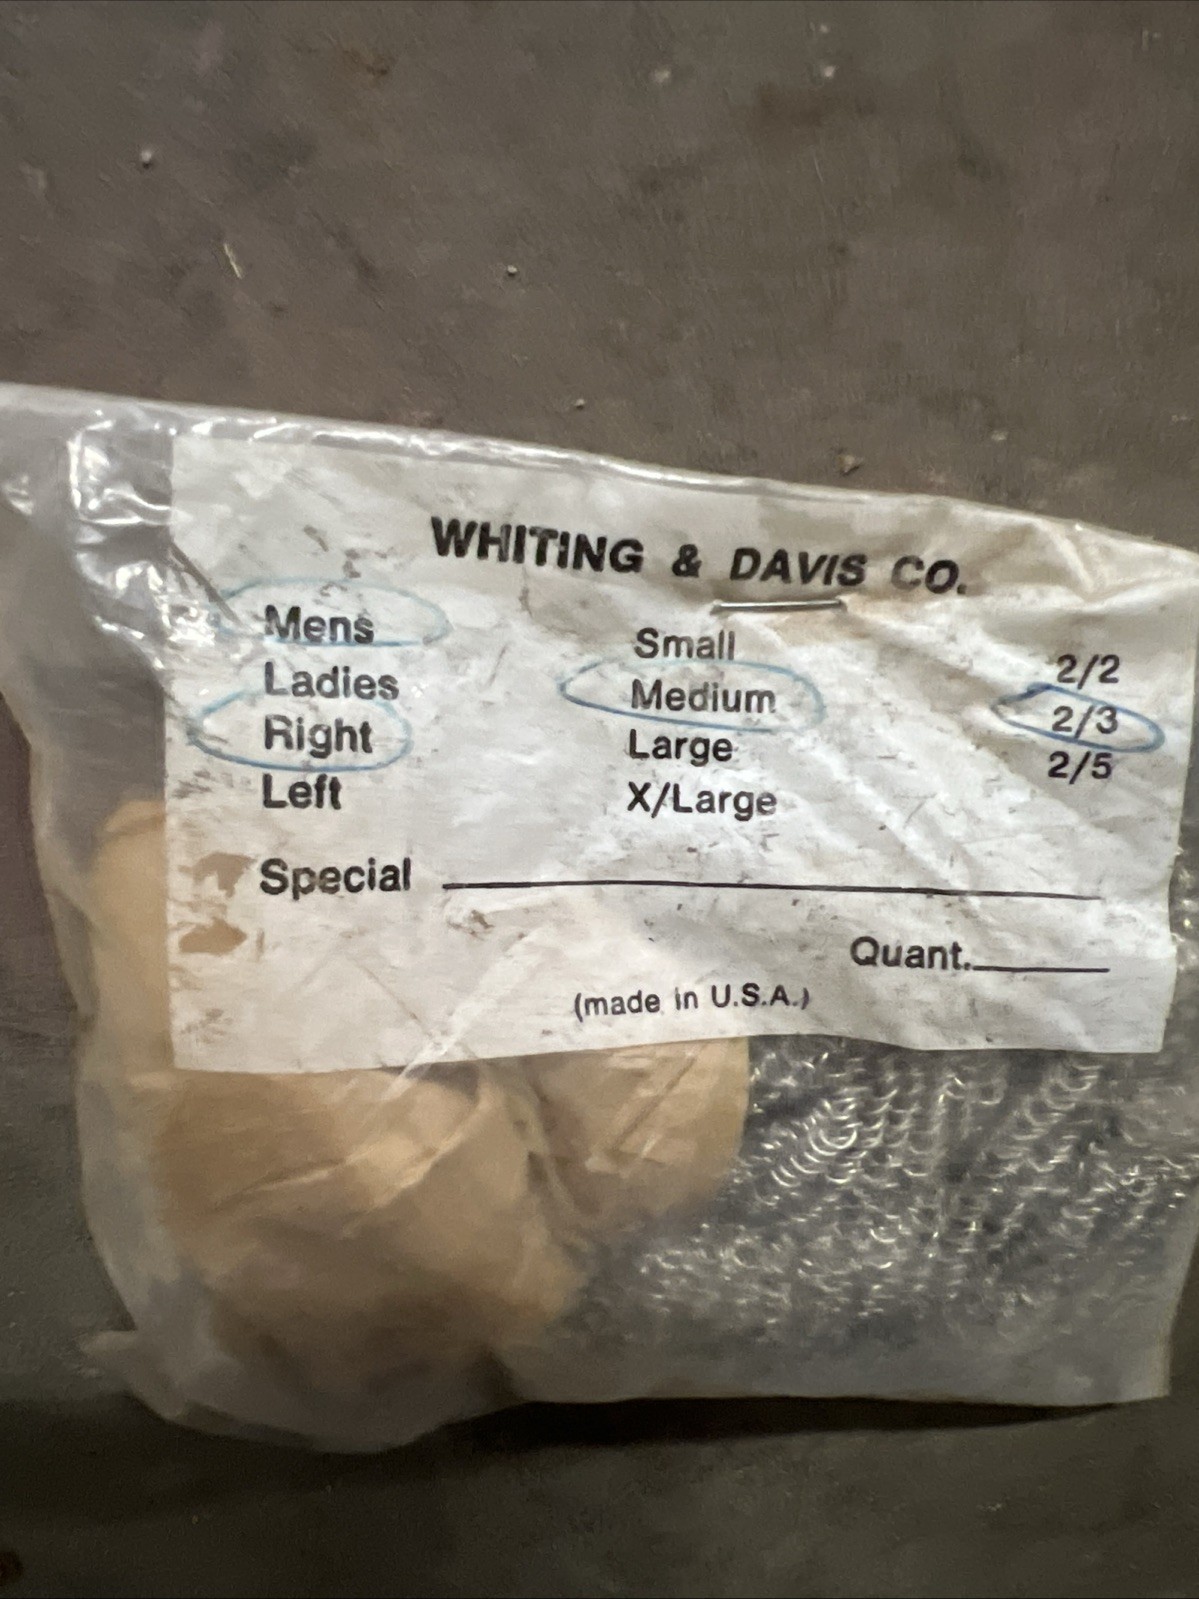 WHITING & DAVIS CO.
Mens
Ladies
Right
Left
Small
Medium
Large
X/Large
2/2
2/3
2/5
Special
Quant.
(made in U.S.A.)